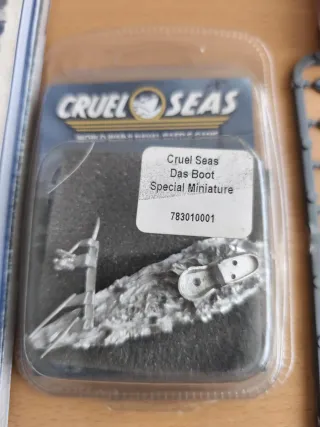 CRUEL SEAS
WORLD WAR II NAVAL BATTLE GAME
Cruel Seas
Das Boot
Special Miniature
783010001